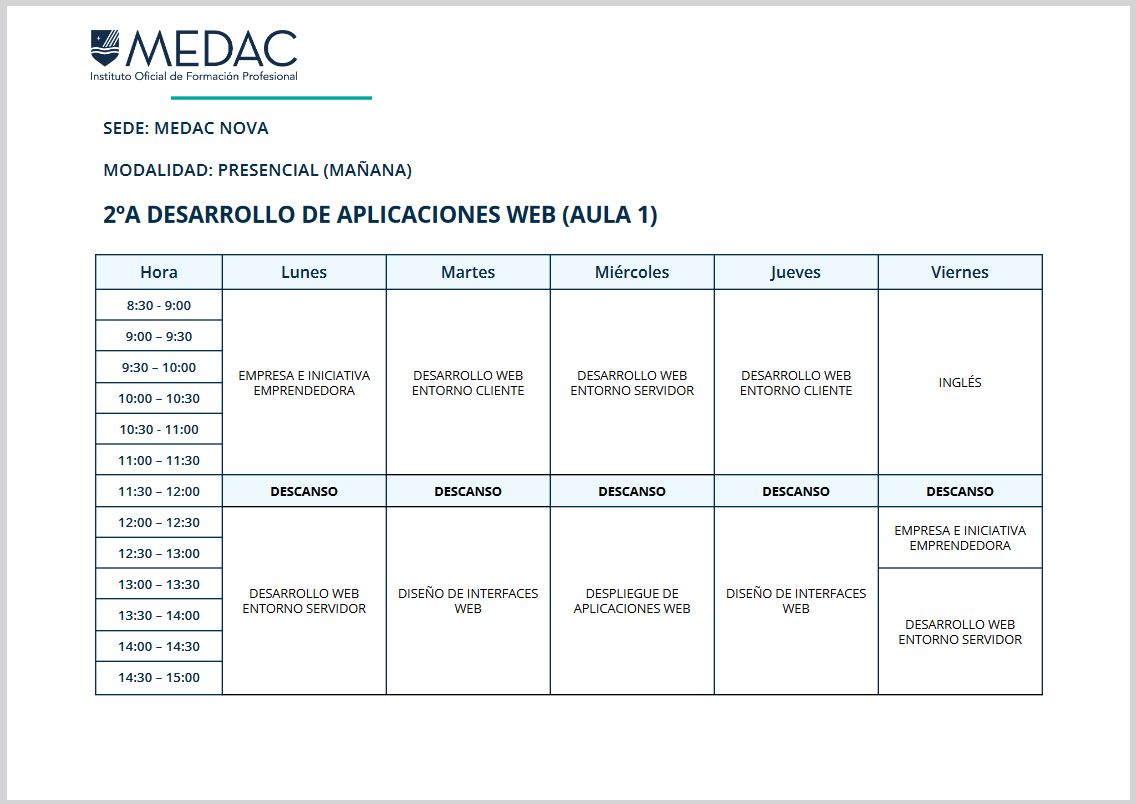 MEDAC
Instituto Oficial de Formación Profesional
SEDE: MEDAC NOVA
MODALIDAD: PRESENCIAL (MAÑANA)
2ºA DESARROLLO DE APLICACIONES WEB (AULA 1)
Hora Lunes Martes Miércoles Jueves Viernes
8:30 - 9:00
9:00 – 9:30
9:30 – 10:00
10:00 – 10:30
10:30 - 11:00
11:00 – 11:30
EMPRESA E INICIATIVA
EMPRENDEDORA
DESARROLLO WEB
ENTORNO CLIENTE
DESARROLLO WEB
ENTORNO SERVIDOR
DESARROLLO WEB
ENTORNO CLIENTE
INGLÉS
11:30 – 12:00 DESCANSO DESCANSO DESCANSO DESCANSO DESCANSO
12:00 – 12:30
12:30 – 13:00
13:00 – 13:30
13:30 – 14:00
14:00 – 14:30
14:30 – 15:00
DESARROLLO WEB
ENTORNO SERVIDOR
DISEÑO DE INTERFACES
WEB
DESPLIEGUE DE
APLICACIONES WEB
DISEÑO DE INTERFACES
WEB
EMPRESA E INICIATIVA
EMPRENDEDORA
DESARROLLO WEB
ENTORNO SERVIDOR